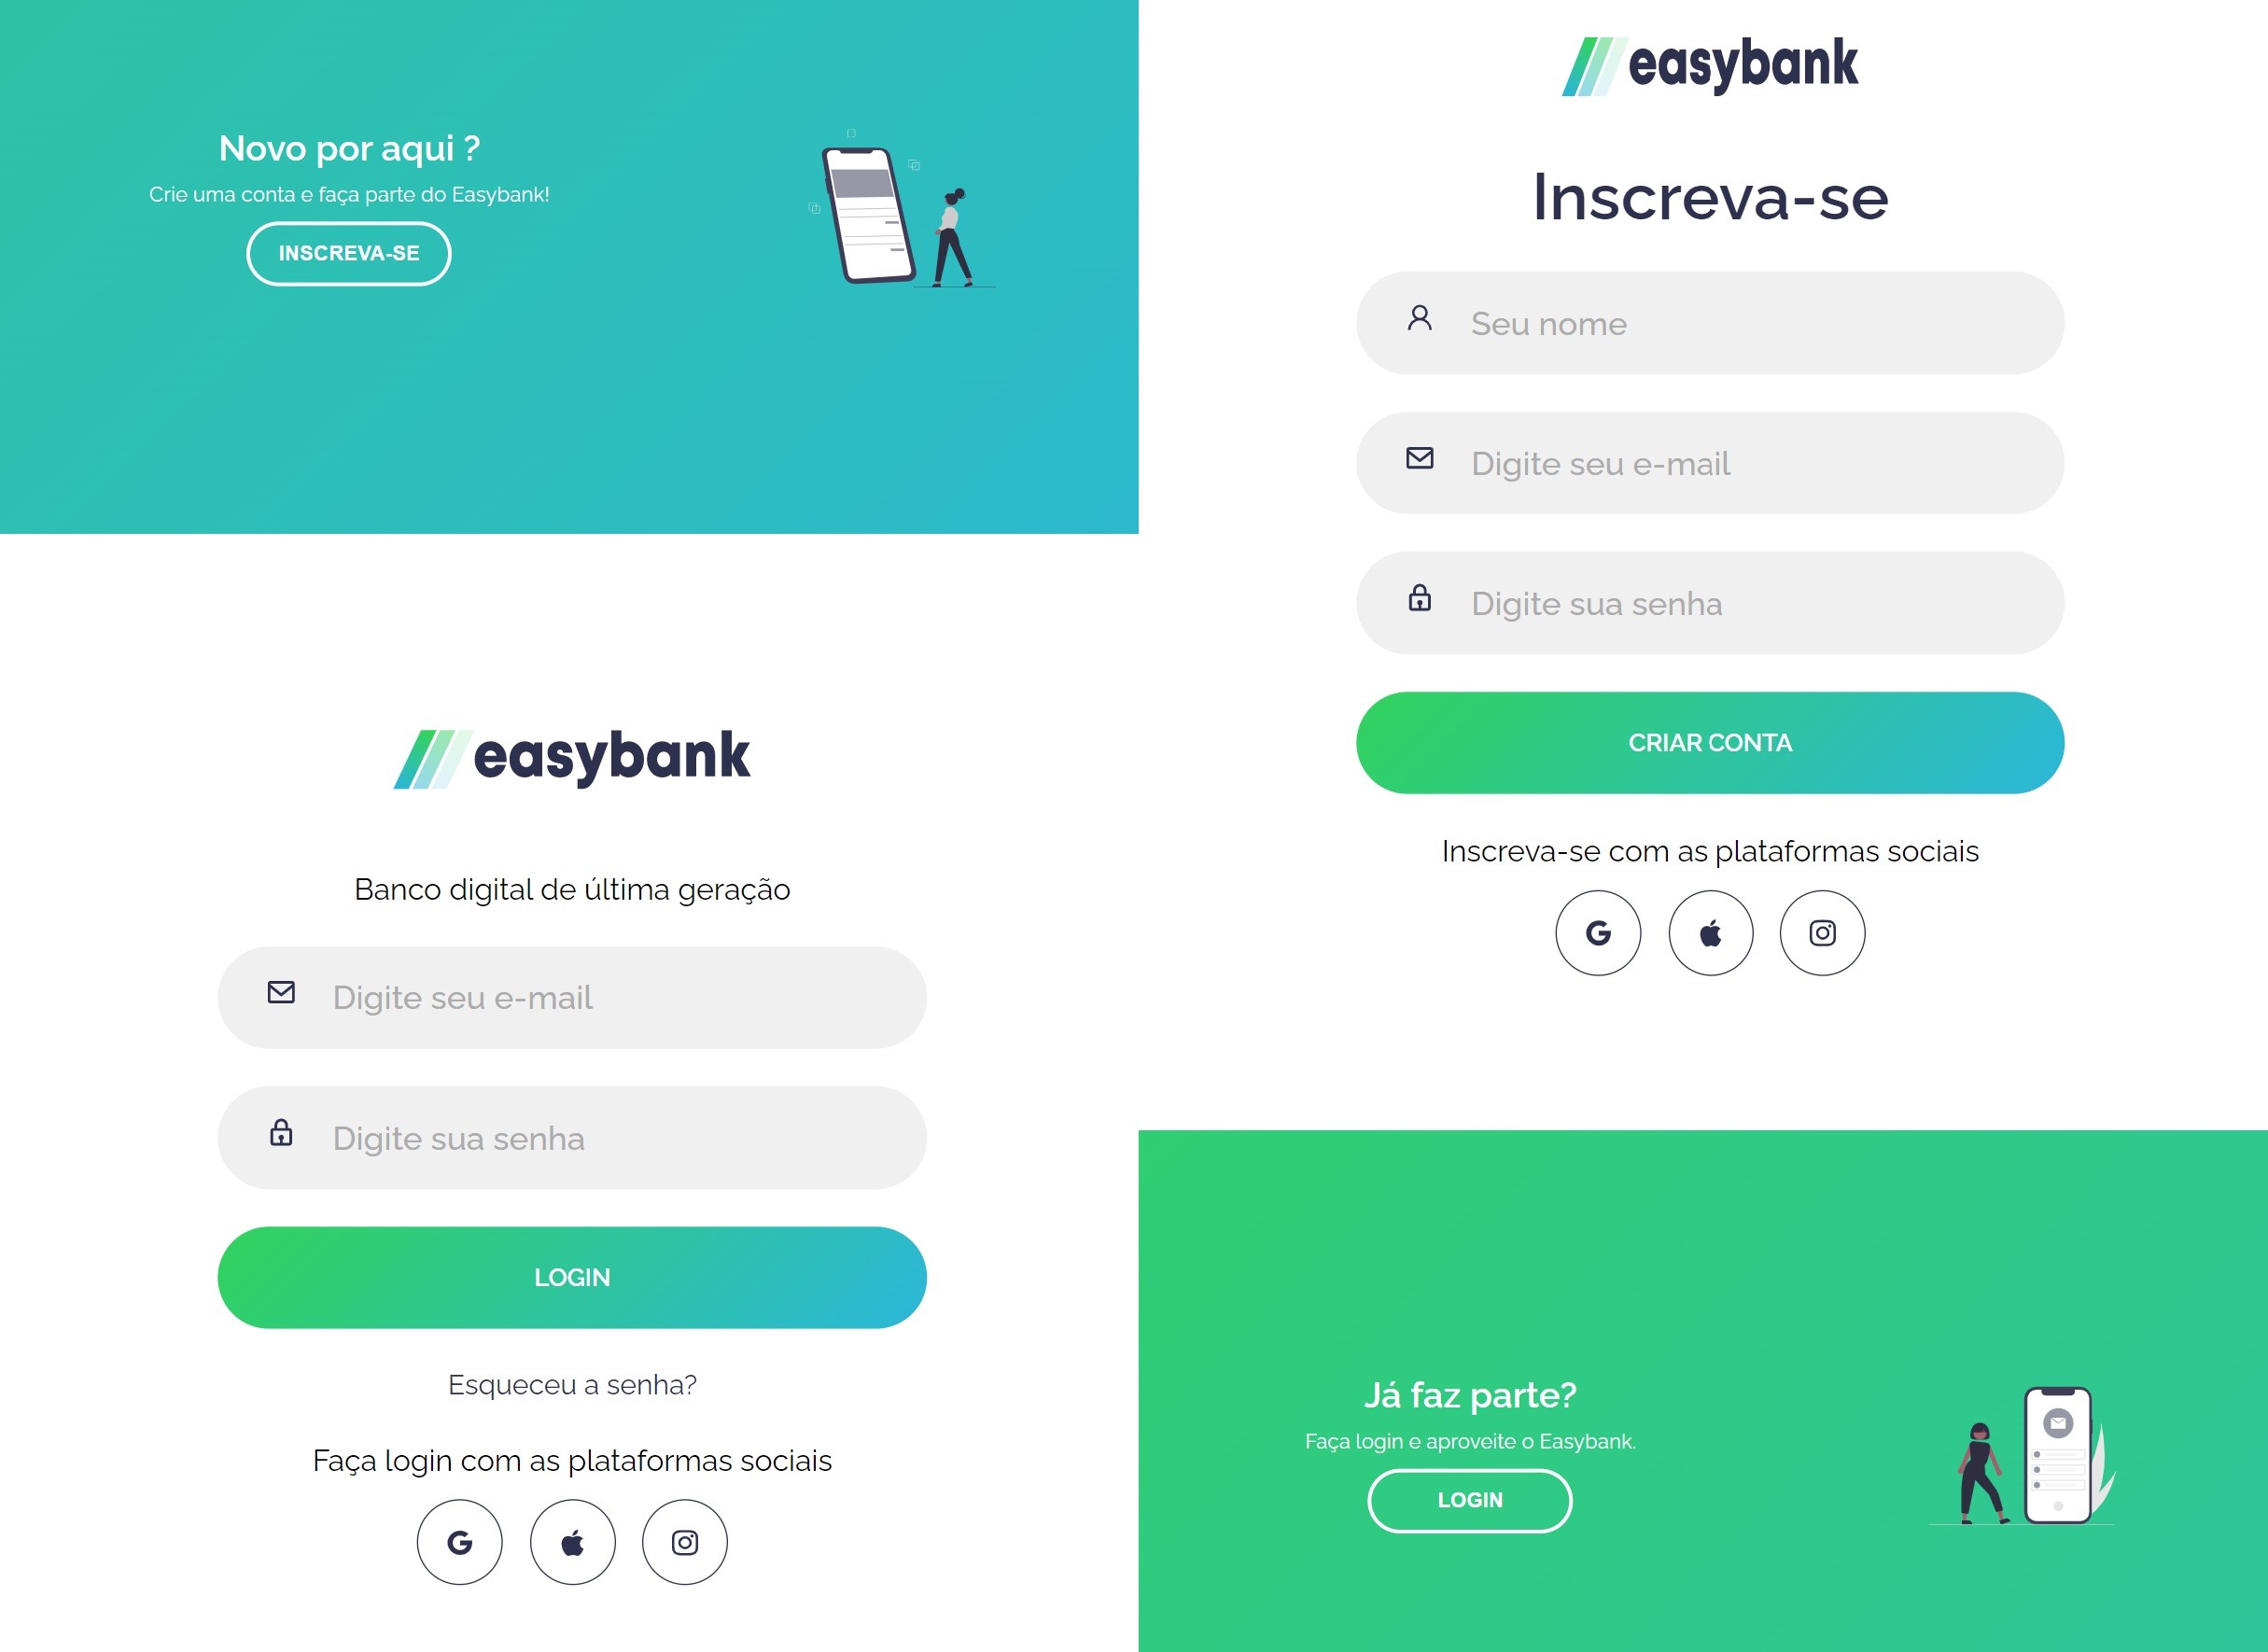 Novo por aqui ?
Crie uma conta e faça parte do Easybank!
INSCREVA-SE
easybank
Banco digital de última geração
Digite seu e-mail
Digite sua senha
LOGIN
Esqueceu a senha?
Faça login com as plataformas sociais
easybank
Inscreva-se
Seu nome
Digite seu e-mail
Digite sua senha
CRIAR CONTA
Inscreva-se com as plataformas sociais
Já faz parte?
Faça login e aproveite o Easybank.
LOGIN